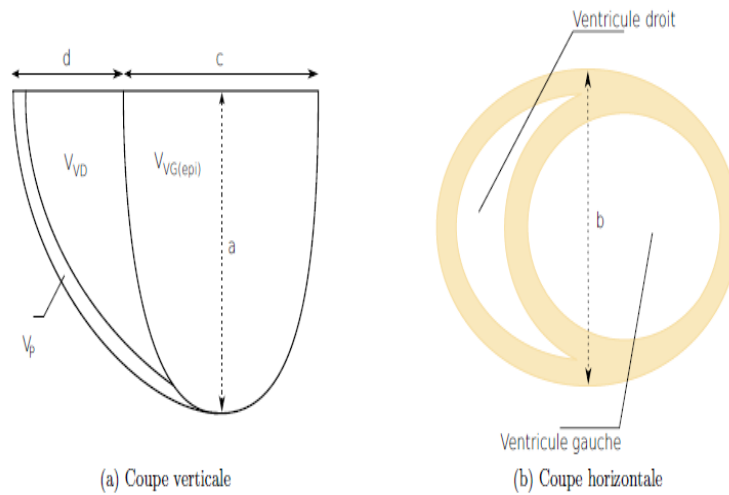 d
c
V_VD
V_VG(epi)
a
V_p
(a) Coupe verticale
Ventricule droit
b
Ventricule gauche
(b) Coupe horizontale